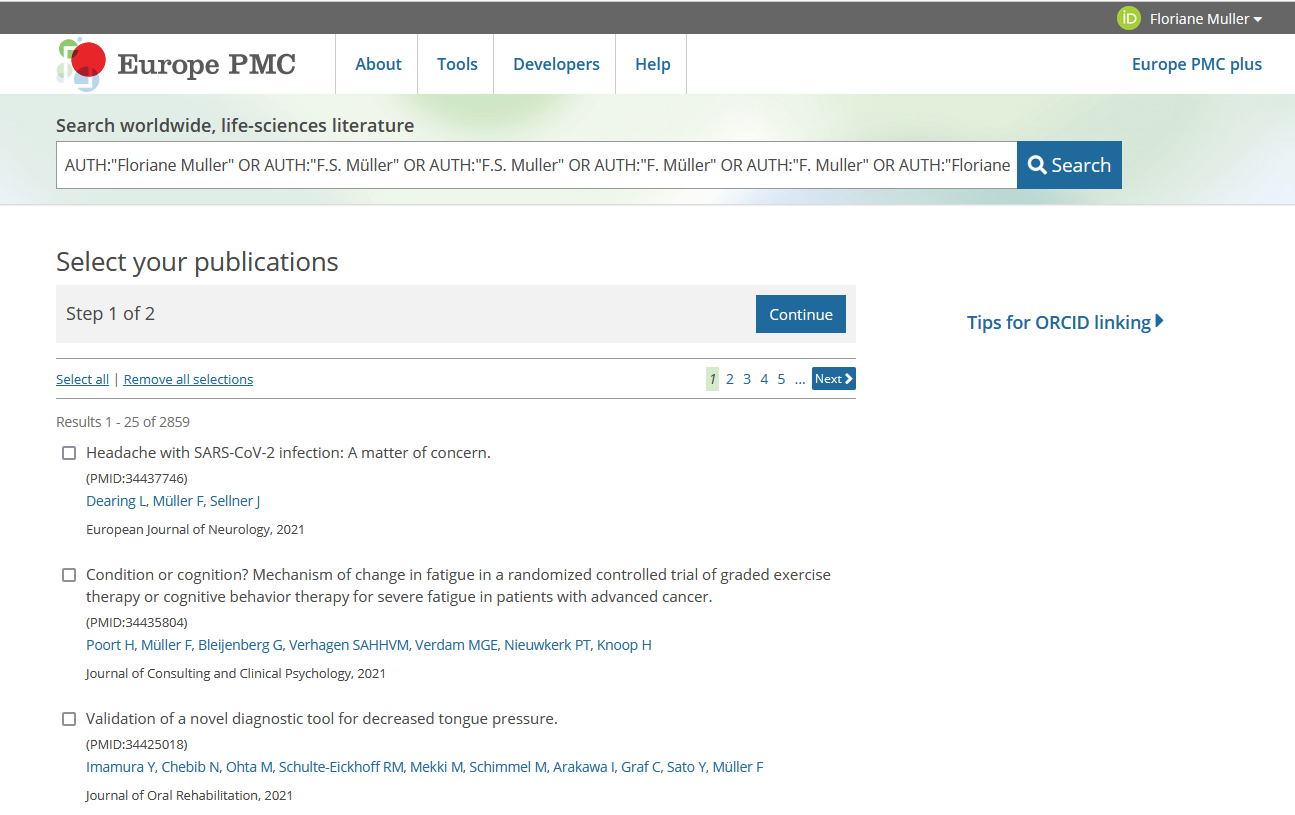 iD Floriane Muller
Europe PMC About Tools Developers Help Europe PMC plus
Search worldwide, life-sciences literature
AUTH:"Floriane Muller" OR AUTH:"F.S. Müller" OR AUTH:"F.S. Muller" OR AUTH:"F. Müller" OR AUTH:"F. Muller" OR AUTH:"Floriane Search
Select your publications
Step 1 of 2 Continue
Tips for ORCID linking
Select all | Remove all selections 1 2 3 4 5 ... Next
Results 1 - 25 of 2859
Headache with SARS-CoV-2 infection: A matter of concern.
(PMID:34437746)
Dearing L, Müller F, Sellner J
European Journal of Neurology, 2021
Condition or cognition? Mechanism of change in fatigue in a randomized controlled trial of graded exercise
therapy or cognitive behavior therapy for severe fatigue in patients with advanced cancer.
(PMID:34435804)
Poort H, Müller F, Bleijenberg G, Verhagen SAHHVM, Verdam MGE, Nieuwkerk PT, Knoop H
Journal of Consulting and Clinical Psychology, 2021
Validation of a novel diagnostic tool for decreased tongue pressure.
(PMID:34425018)
Imamura Y, Chebib N, Ohta M, Schulte-Eickhoff RM, Mekki M, Schimmel M, Arakawa I, Graf C, Sato Y, Müller F
Journal of Oral Rehabilitation, 2021